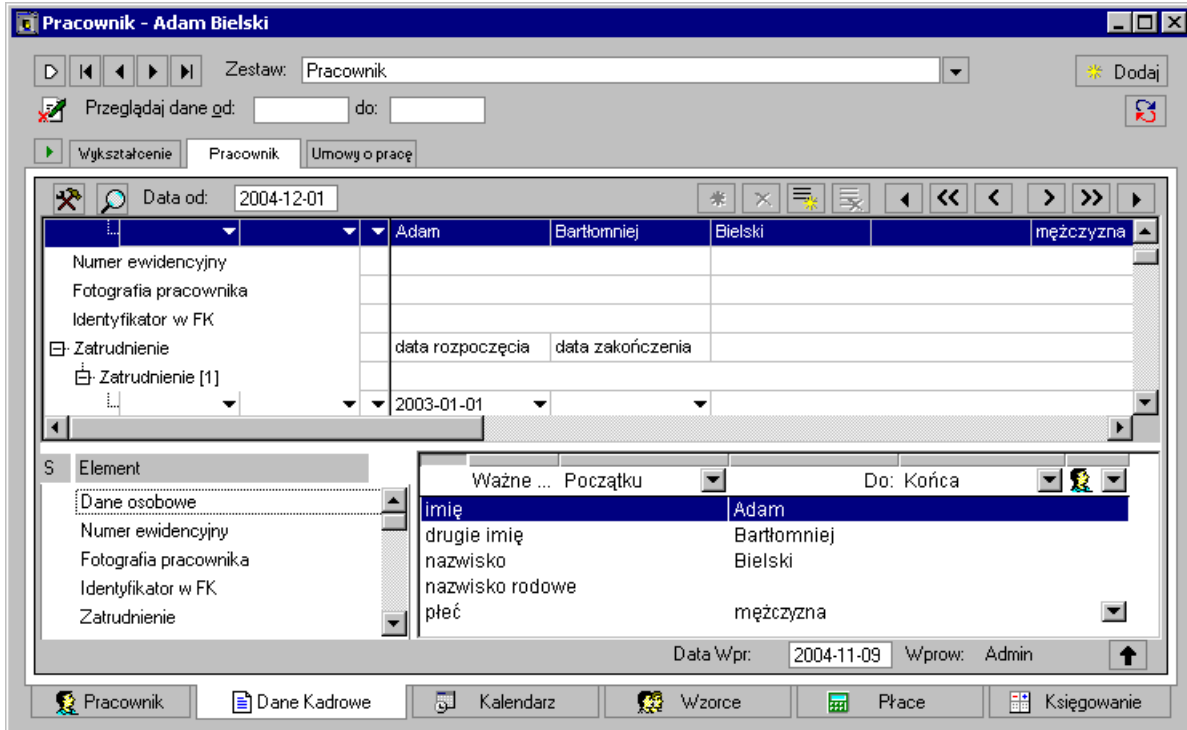 Pracownik - Adam Bielski
Zestaw: Pracownik Dodaj
Przeglądaj dane od: do:
Wykształcenie Pracownik Umowy o pracę
Data od: 2004-12-01
Adam Bartłomniej Bielski mężczyzna
Numer ewidencyjny
Fotografia pracownika
Identyfikator w FK
Zatrudnienie data rozpoczęcia data zakończenia
Zatrudnienie [1]
2003-01-01
S Element
Ważne ... Początku Do: Końca
Dane osobowe
Numer ewidencyjny
Fotografia pracownika
Identyfikator w FK
Zatrudnienie
imię Adam
drugie imię Bartłomniej
nazwisko Bielski
nazwisko rodowe
płeć mężczyzna
Data Wpr: 2004-11-09 Wprow: Admin
Pracownik Dane Kadrowe Kalendarz Wzorce Płace Księgowanie